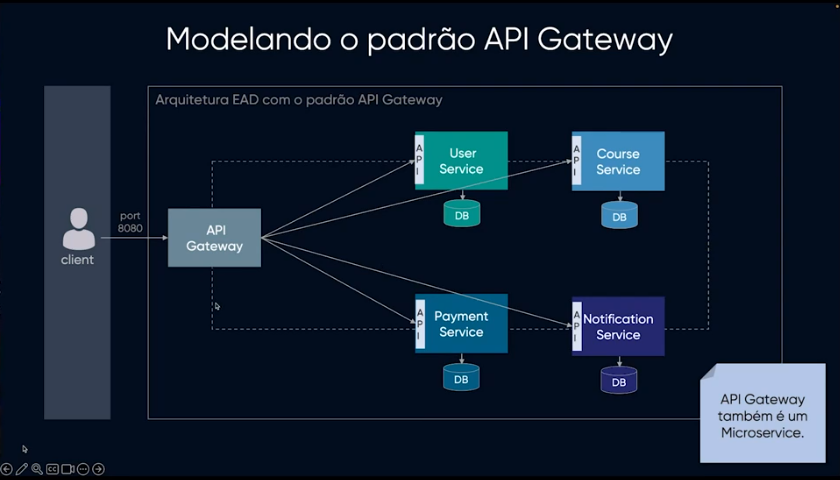 Modelando o padrão API Gateway
Arquitetura EAD com o padrão API Gateway
client
port
8080
API
Gateway
API
User
Service
DB
API
Course
Service
DB
API
Payment
Service
DB
API
Notification
Service
DB
API Gateway
também é um
Microservice.
CC